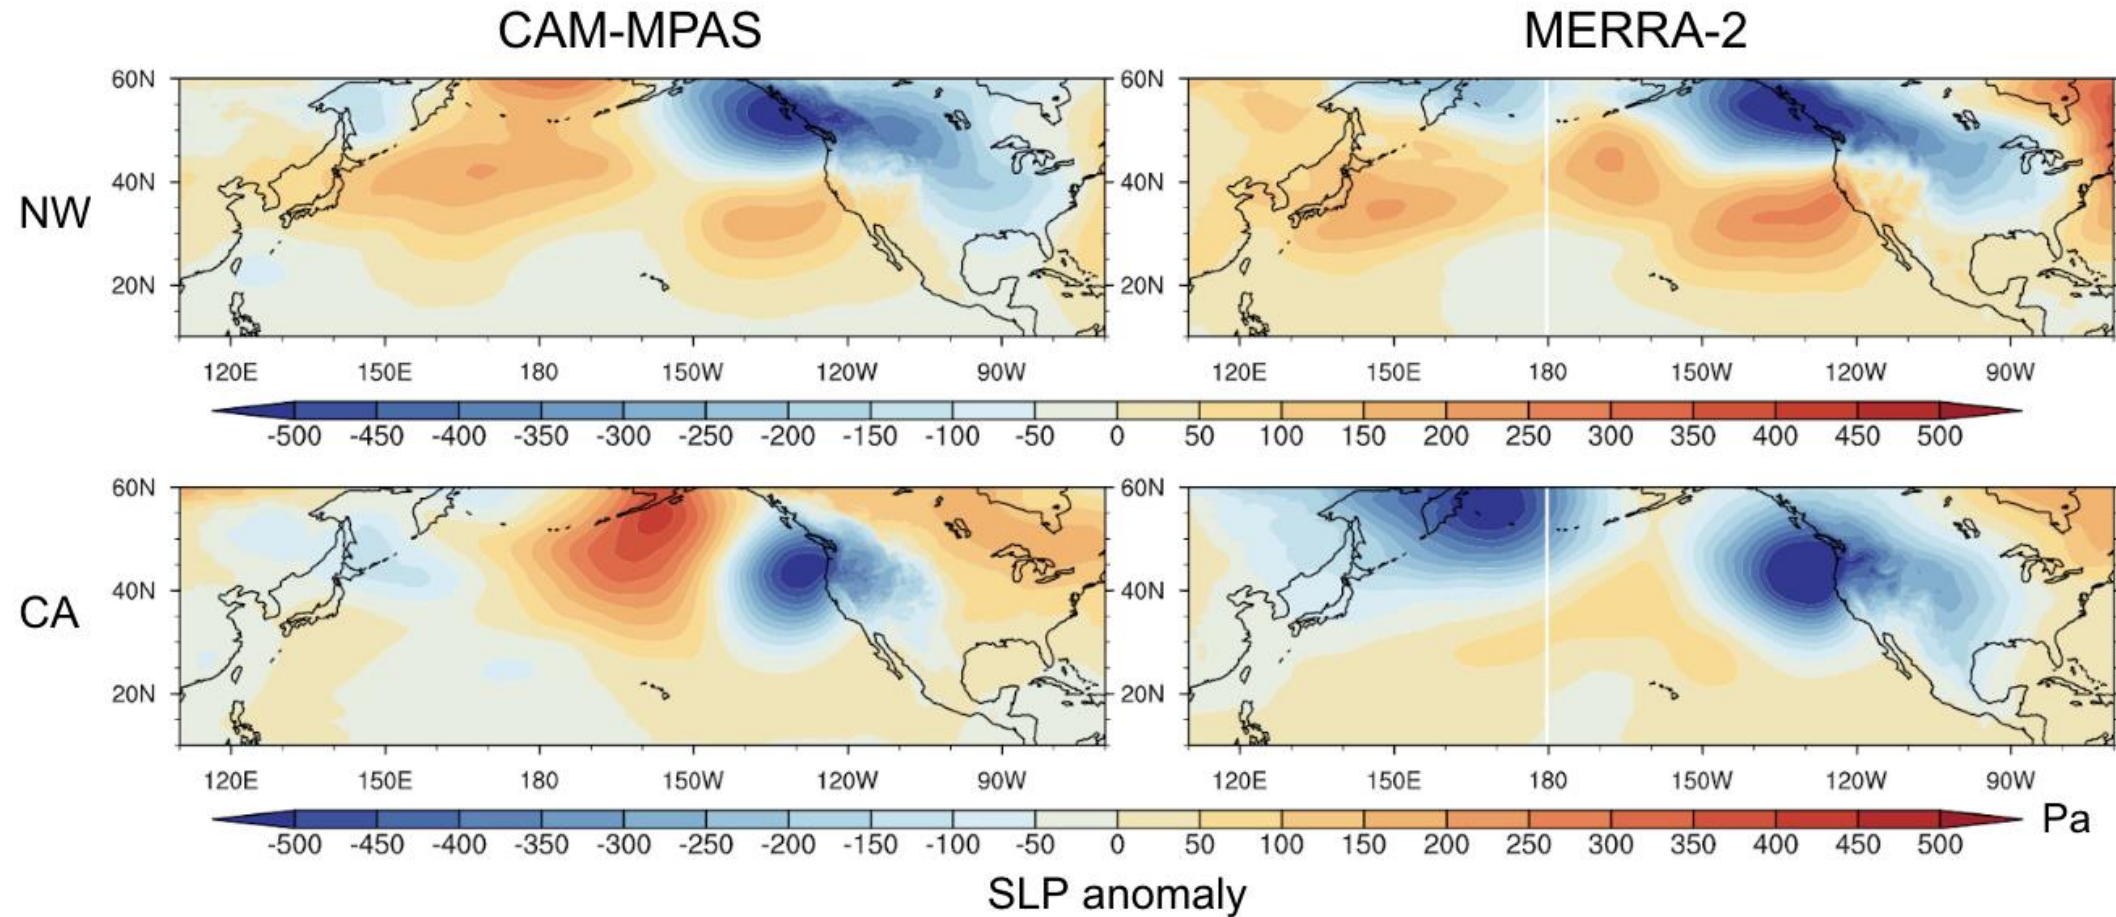 CAM-MPAS MERRA-2
60N 60N
NW 40N 40N
20N 20N
120E 150E 180 150W 120W 90W 120E 150E 180 150W 120W 90W
-500 -450 -400 -350 -300 -250 -200 -150 -100 -50 0 50 100 150 200 250 300 350 400 450 500
60N 60N
CA 40N 40N
20N 20N
120E 150E 180 150W 120W 90W 120E 150E 180 150W 120W 90W
Pa
-500 -450 -400 -350 -300 -250 -200 -150 -100 -50 0 50 100 150 200 250 300 350 400 450 500
SLP anomaly